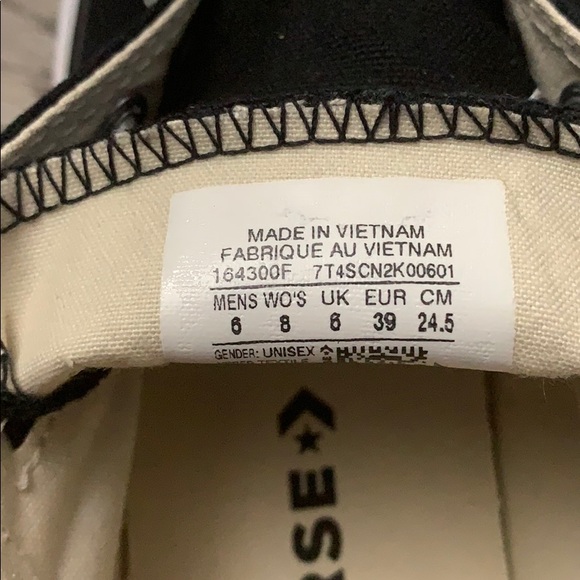 MADE IN VIETNAM
FABRIQUE AU VIETNAM
164300F 7T4SCN2K00601
MENS WO'S UK EUR CM
6 8 6 39 24.5
GENDER: UNISEX